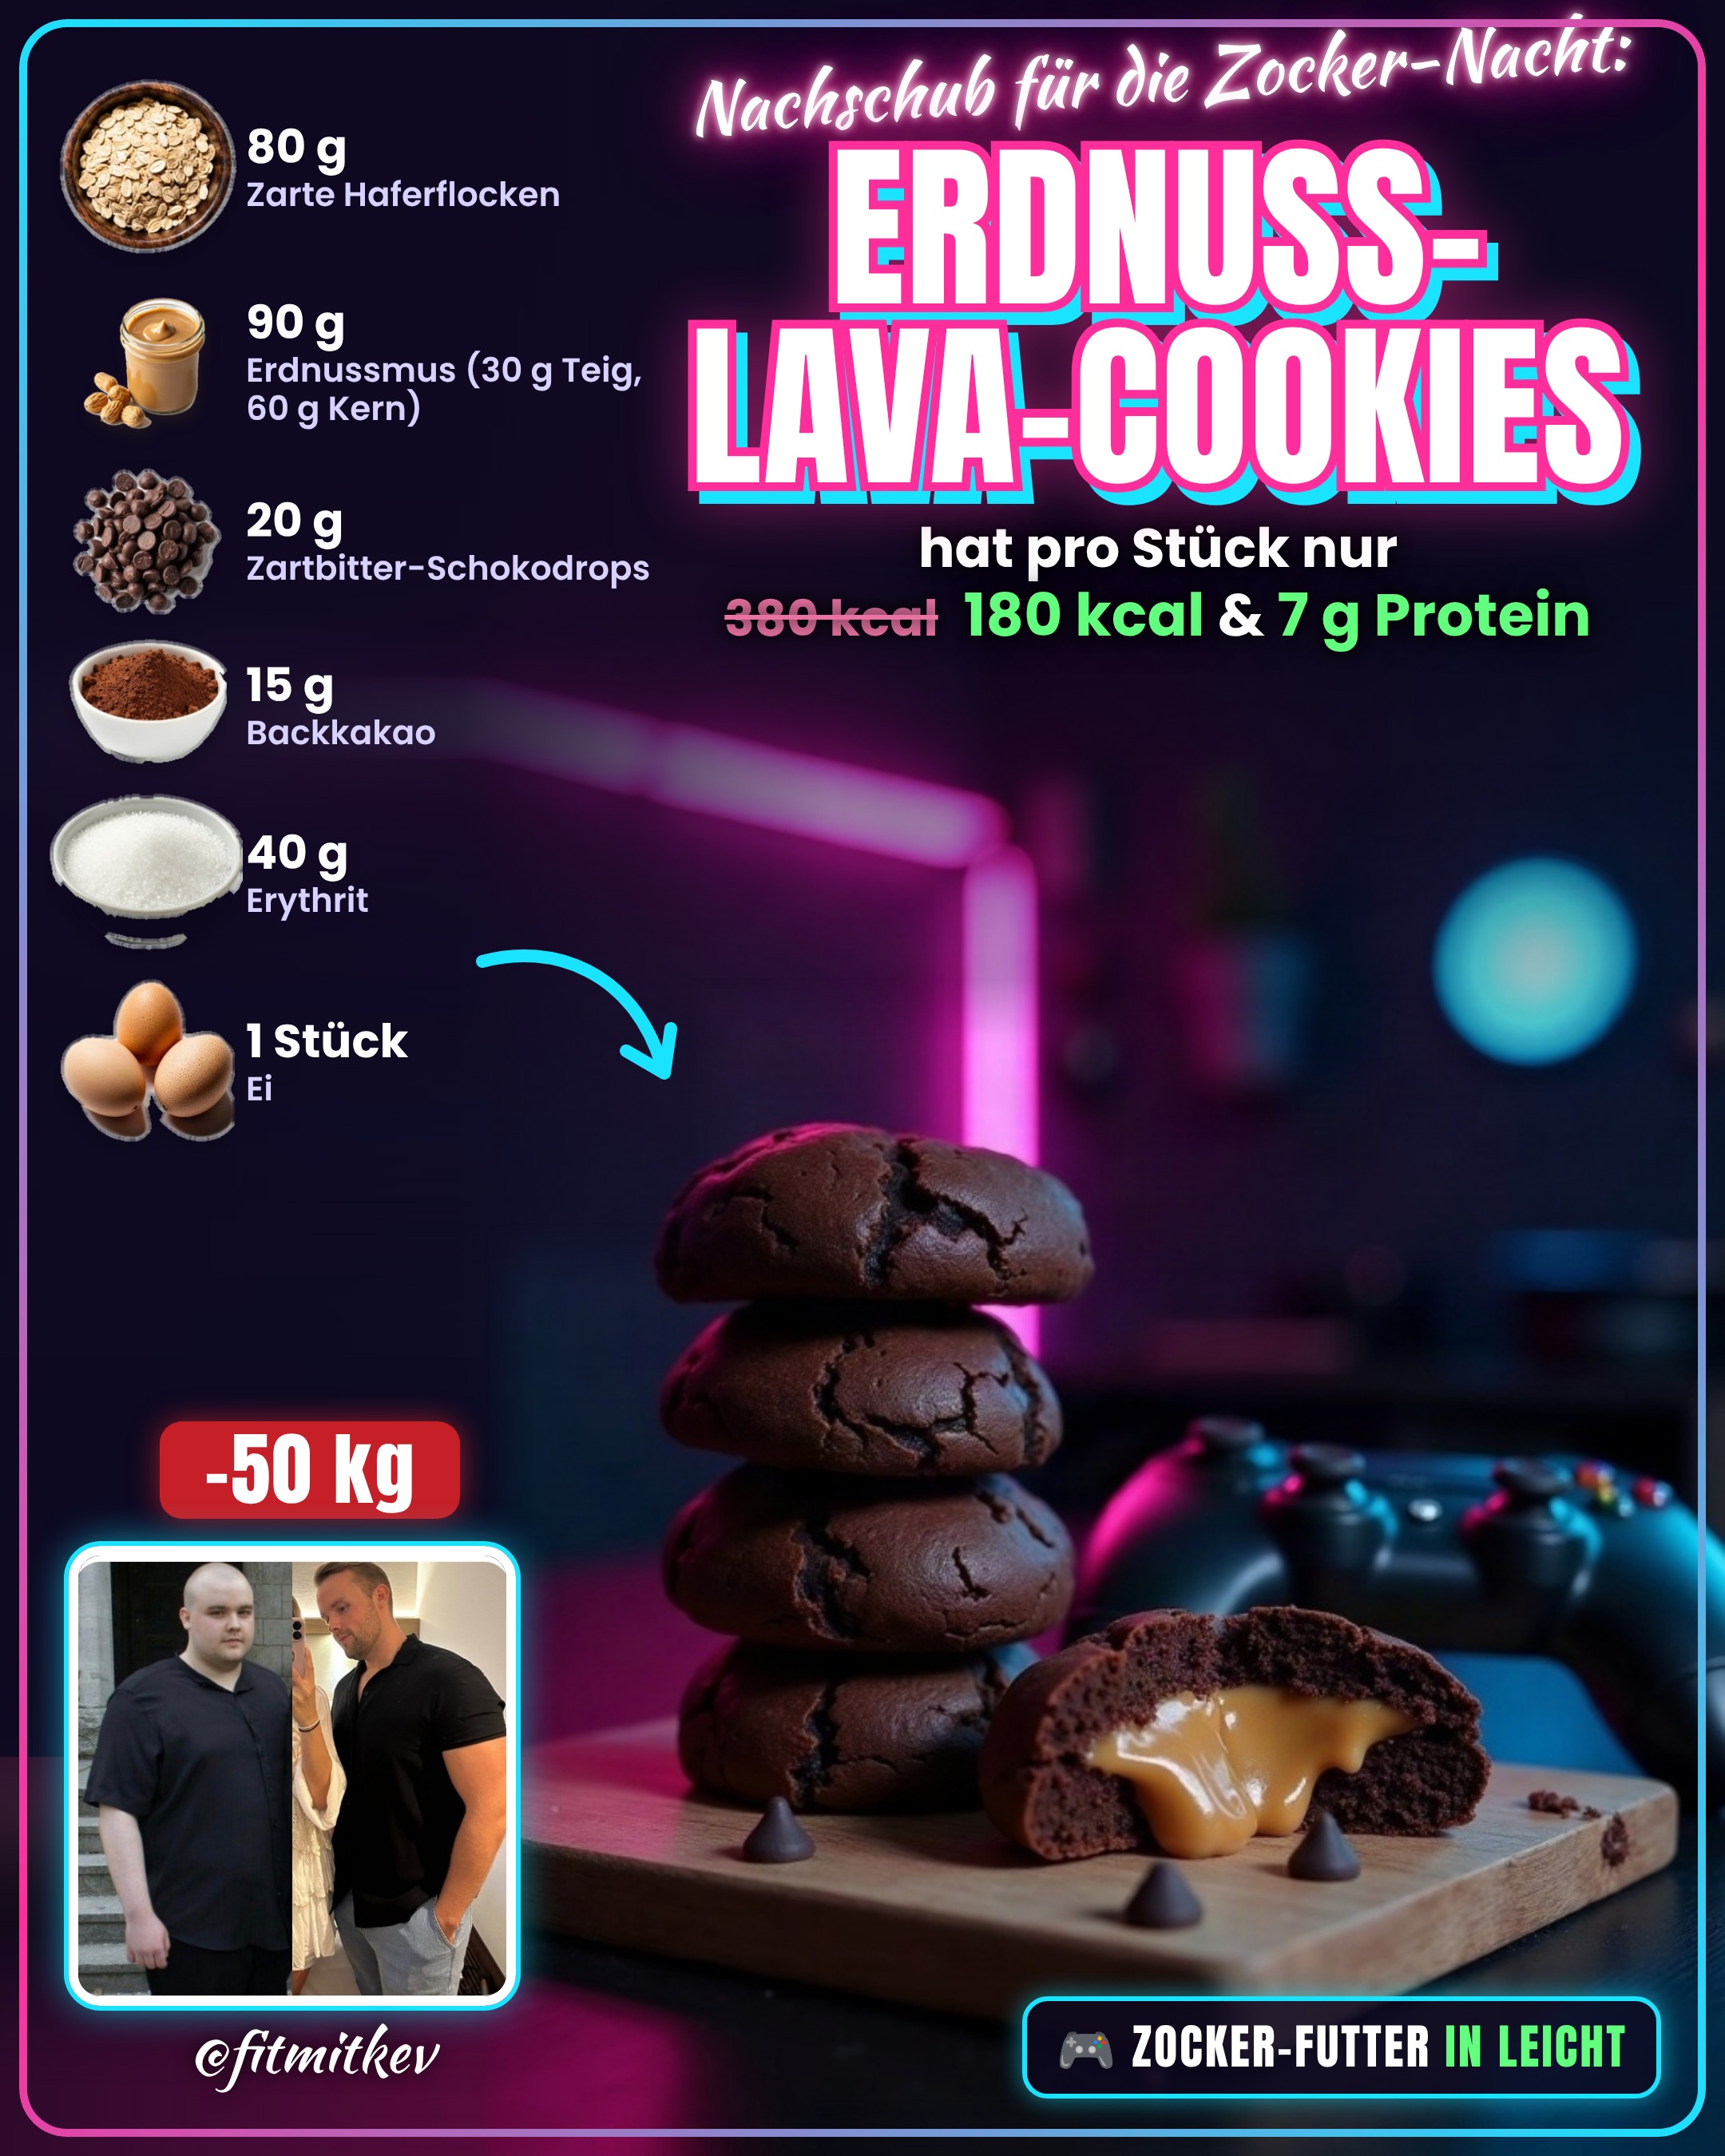 Nachschub für die Zocker-Nacht:
ERDNUSS-
LAVA-COOKIES
hat pro Stück nur
380 kcal 180 kcal & 7 g Protein
80 g
Zarte Haferflocken
90 g
Erdnussmus (30 g Teig,
60 g Kern)
20 g
Zartbitter-Schokodrops
15 g
Backkakao
40 g
Erythrit
1 Stück
Ei
-50 kg
@fitmitkev
🎮 ZOCKER-FUTTER IN LEICHT